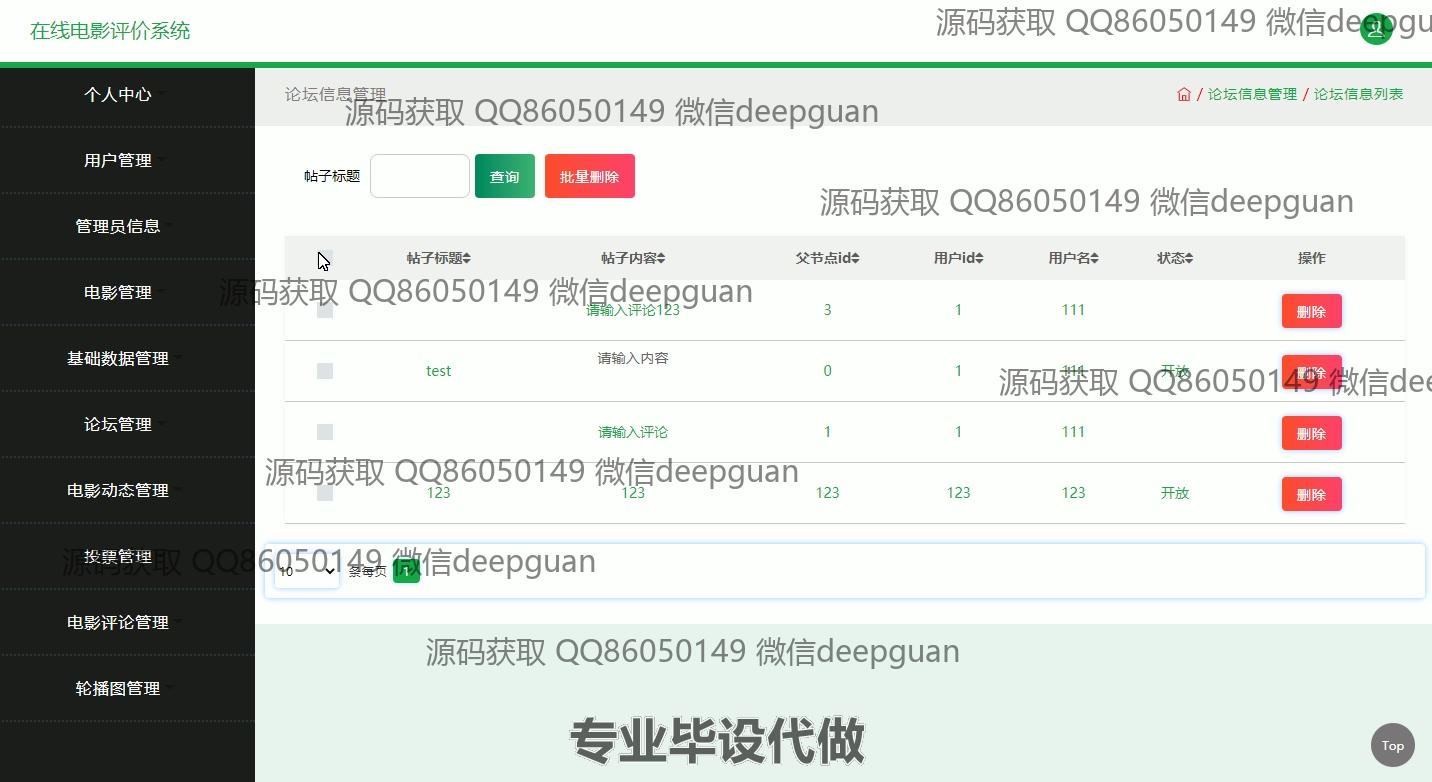 在线电影评价系统
源码获取 QQ86050149 微信deepgu
个人中心
论坛信息管理
/ 论坛信息管理 / 论坛信息列表
源码获取 QQ86050149 微信deepguan
用户管理
帖子标题
查询
批量删除
源码获取 QQ86050149 微信deepguan
管理员信息
帖子标题 帖子内容 父节点id 用户id 用户名 状态 操作
电影管理
源码获取 QQ86050149 微信deepguan
请输入评论123 3 1 111 删除
基础数据管理
test 请输入内容 0 1 111 开放 删除
源码获取 QQ86050149 微信dee
论坛管理
请输入评论 1 1 111 删除
源码获取 QQ86050149 微信deepguan
电影动态管理
123 123 123 123 123 开放 删除
投票管理
源码获取 QQ86050149 微信deepguan
10 条每页 1
电影评论管理
源码获取 QQ86050149 微信deepguan
轮播图管理
专业毕设代做
Top